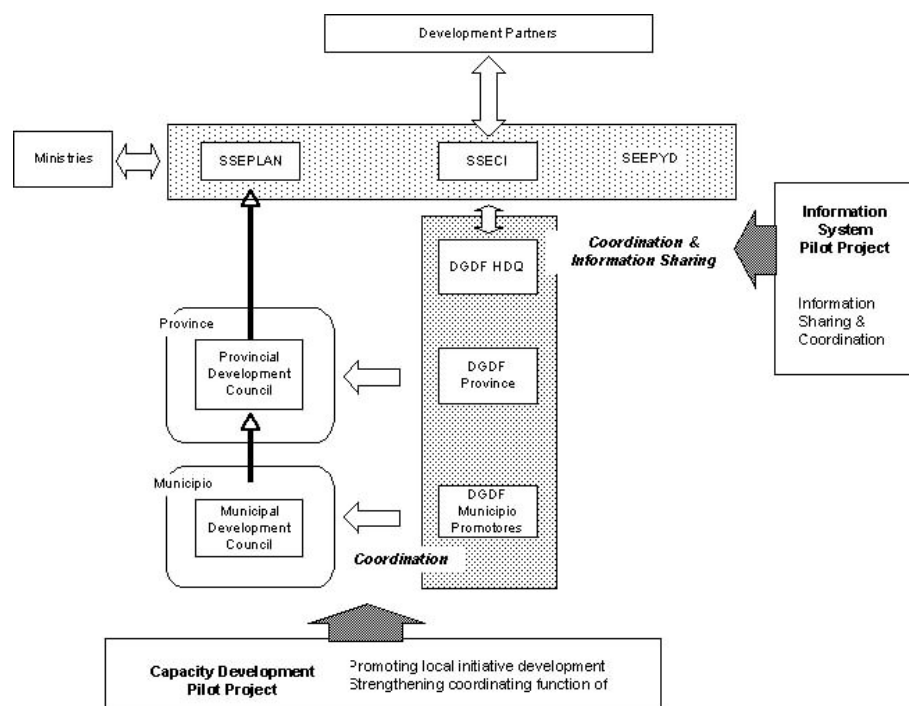 Development Partners
Ministries
SSEPLAN
SSECI
SEEPYD
Information
System
Pilot Project
Information
Sharing &
Coordination
Coordination &
Information Sharing
DGDF HDQ
Province
Provincial
Development
Council
DGDF
Province
Municipio
Municipal
Development
Council
DGDF
Municipio
Promotores
Coordination
Capacity Development
Pilot Project
Promoting local initiative development
Strengthening coordinating function of